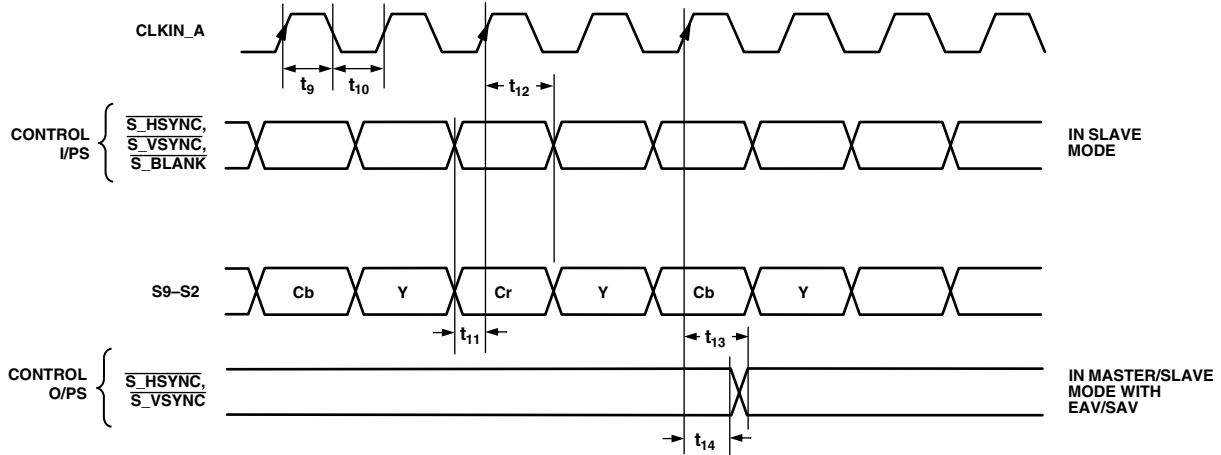 CLKIN_A
t9
t10
t12
CONTROL
I/PS
S_HSYNC,
S_VSYNC,
S_BLANK
IN SLAVE
MODE
S9–S2
Cb
Y
Cr
Y
Cb
Y
t11
t13
CONTROL
O/PS
S_HSYNC,
S_VSYNC
IN MASTER/SLAVE
MODE WITH
EAV/SAV
t14